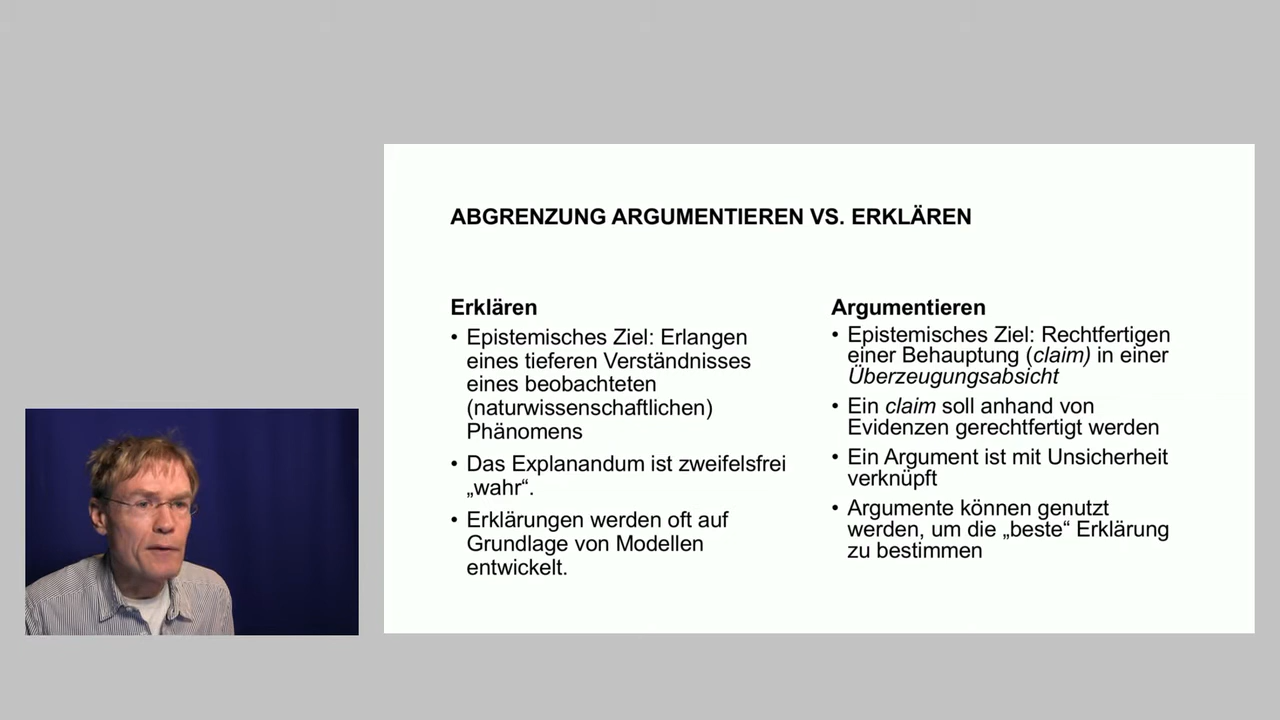 ABGRENZUNG ARGUMENTIEREN VS. ERKLÄREN
Erklären
• Epistemisches Ziel: Erlangen
eines tieferen Verständnisses
eines beobachteten
(naturwissenschaftlichen)
Phänomens
• Das Explanandum ist zweifelsfrei
„wahr“.
• Erklärungen werden oft auf
Grundlage von Modellen
entwickelt.
Argumentieren
• Epistemisches Ziel: Rechtfertigen
einer Behauptung (claim) in einer
Überzeugungsabsicht
• Ein claim soll anhand von
Evidenzen gerechtfertigt werden
• Ein Argument ist mit Unsicherheit
verknüpft
• Argumente können genutzt
werden, um die „beste“ Erklärung
zu bestimmen